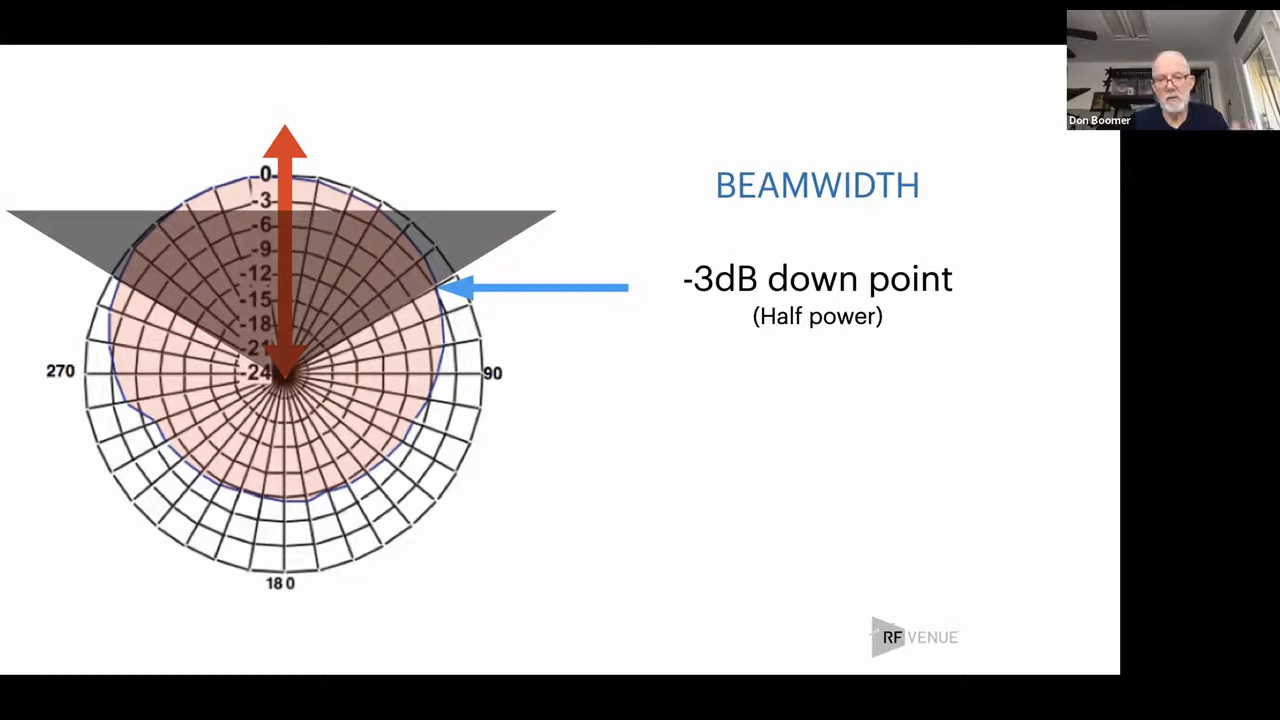 Don Boomer
BEAMWIDTH
-3dB down point
(Half power)
0
-3
-6
-9
-12
-15
-18
-21
-24
270
90
180
RF VENUE